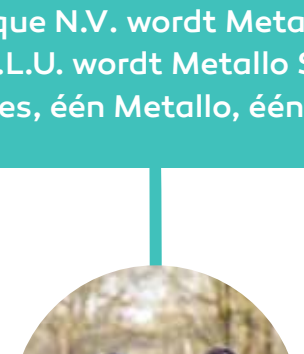 que N.V. wordt Meta
.L.U. wordt Metallo S
es, één Metallo, één